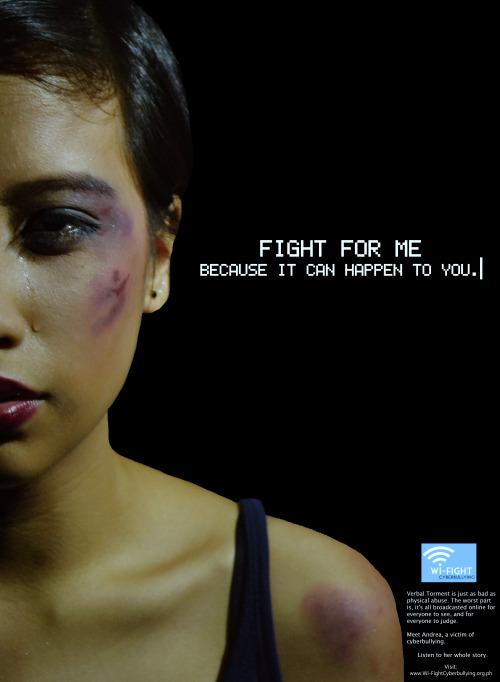 FIGHT FOR ME
BECAUSE IT CAN HAPPEN TO YOU.
Wi-FIGHT
CYBERBULLYING
Verbal Torment is just as bad as
physical abuse. The worst part
is, it's all broadcasted online for
everyone to see, and for
everyone to judge.
Meet Andrea, a victim of
cyberbullying.
Listen to her whole story.
Visit:
www.Wi-FightCyberbullying.org.ph